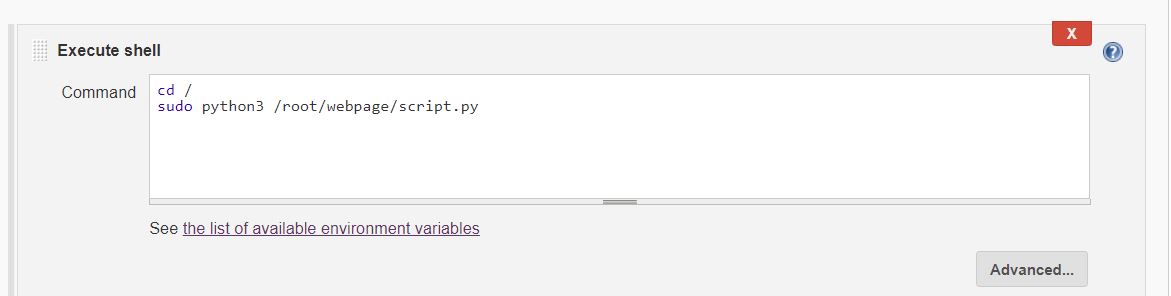 X
Execute shell
?
Command
cd /
sudo python3 /root/webpage/script.py
See the list of available environment variables
Advanced...